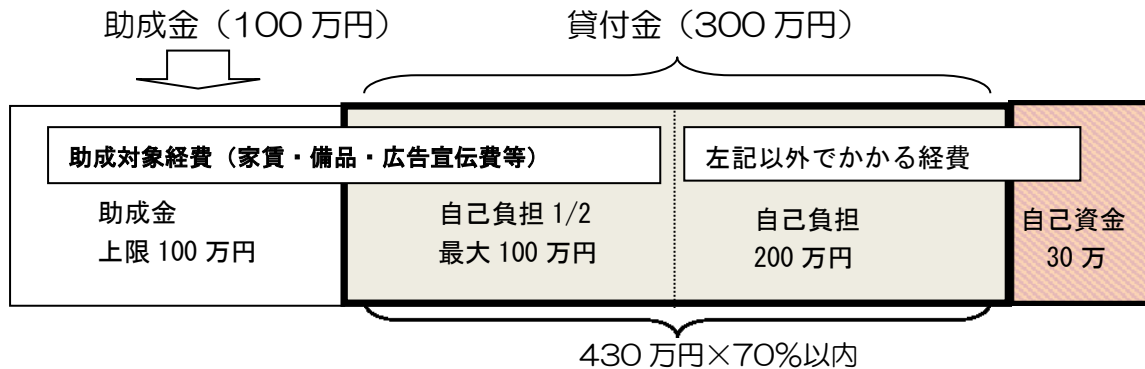 助成金（100 万円）
貸付金（300 万円）
助成対象経費（家賃・備品・広告宣伝費等）
左記以外でかかる経費
助成金
上限 100 万円
自己負担 1/2
最大 100 万円
自己負担
200 万円
自己資金
30 万
430 万円×70％以内